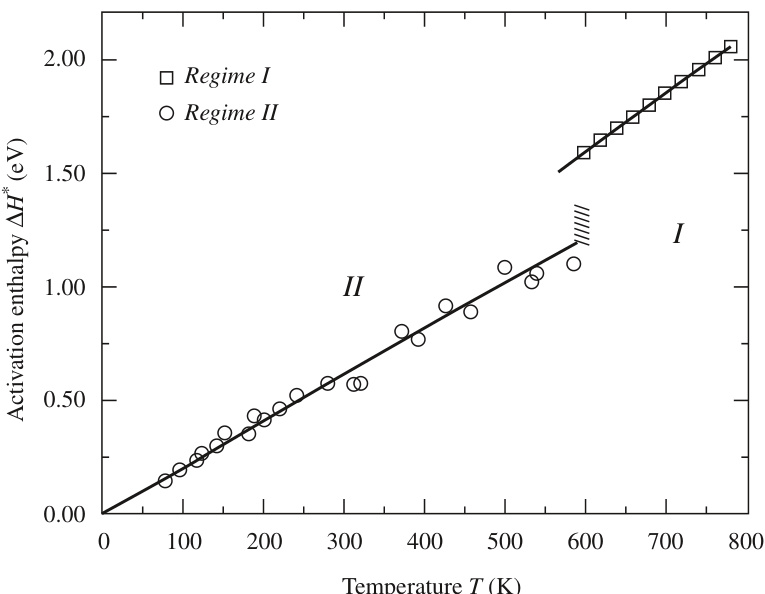 2.00
1.50
1.00
0.50
0.00
Activation enthalpy ΔH* (eV)
Regime I
Regime II
I
II
0 100 200 300 400 500 600 700 800
Temperature T (K)